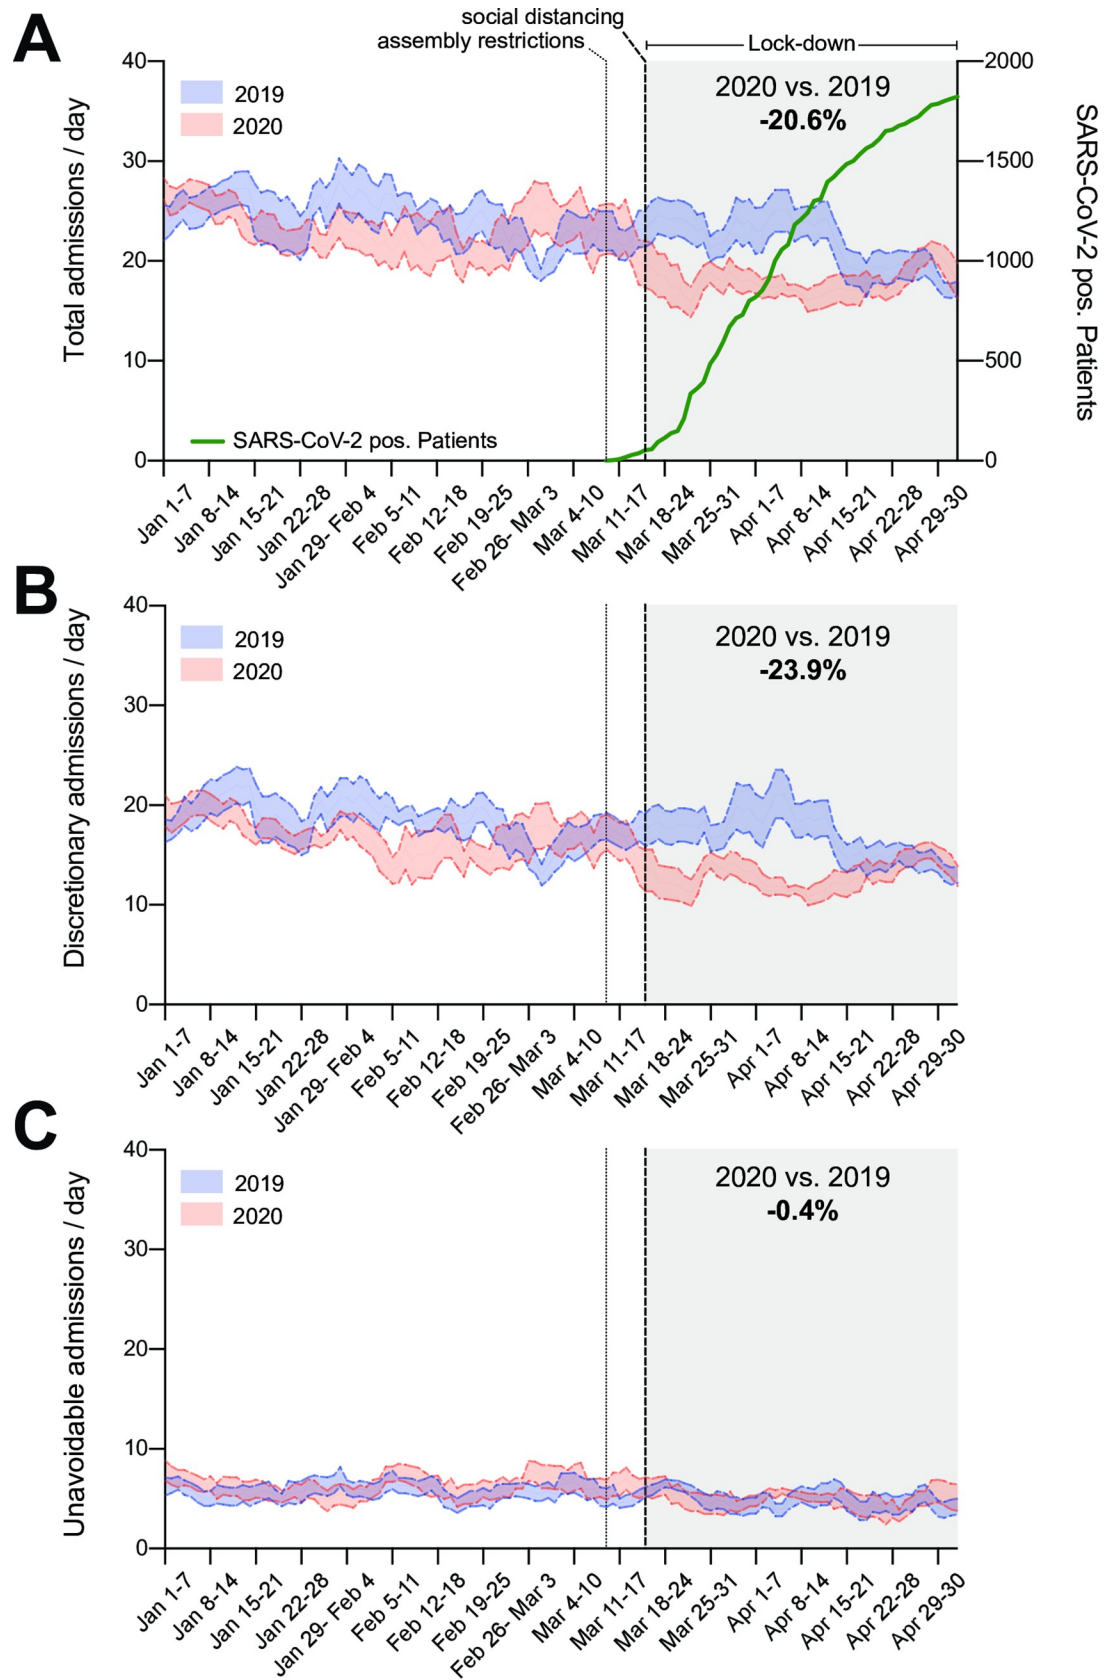 A
social distancing
assembly restrictions
Lock-down
40
30
20
10
0
Total admissions / day
2019
2020
2020 vs. 2019
-20.6%
2000
1500
1000
500
0
SARS-CoV-2 pos. Patients
SARS-CoV-2 pos. Patients
Jan 1-7
Jan 8-14
Jan 15-21
Jan 22-28
Jan 29- Feb 4
Feb 5-11
Feb 12-18
Feb 19-25
Feb 26- Mar 3
Mar 4-10
Mar 11-17
Mar 18-24
Mar 25-31
Apr 1-7
Apr 8-14
Apr 15-21
Apr 22-28
Apr 29-30
B
40
30
20
10
0
Discretionary admissions / day
2019
2020
2020 vs. 2019
-23.9%
Jan 1-7
Jan 8-14
Jan 15-21
Jan 22-28
Jan 29- Feb 4
Feb 5-11
Feb 12-18
Feb 19-25
Feb 26- Mar 3
Mar 4-10
Mar 11-17
Mar 18-24
Mar 25-31
Apr 1-7
Apr 8-14
Apr 15-21
Apr 22-28
Apr 29-30
C
40
30
20
10
0
Unavoidable admissions / day
2019
2020
2020 vs. 2019
-0.4%
Jan 1-7
Jan 8-14
Jan 15-21
Jan 22-28
Jan 29- Feb 4
Feb 5-11
Feb 12-18
Feb 19-25
Feb 26- Mar 3
Mar 4-10
Mar 11-17
Mar 18-24
Mar 25-31
Apr 1-7
Apr 8-14
Apr 15-21
Apr 22-28
Apr 29-30